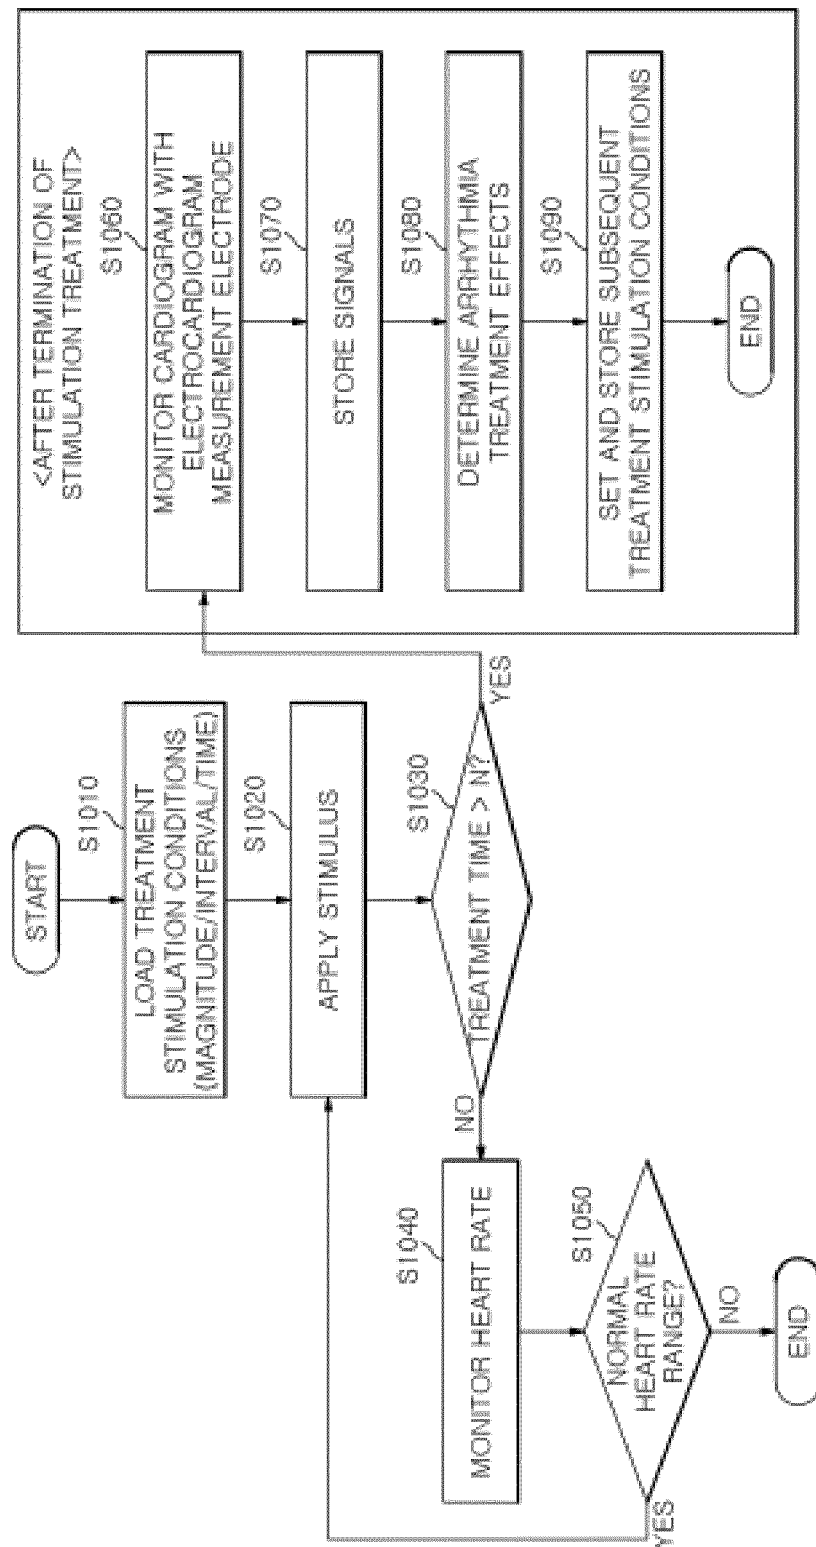 START
S1010
LOAD TREATMENT
STIMULATION CONDITIONS
(MAGNITUDE/INTERVAL/TIME)
S1020
APPLY STIMULUS
S1030
TREATMENT TIME > N?
NO
YES
S1040
MONITOR HEART RATE
S1050
NORMAL
HEART RATE
RANGE?
YES
NO
END
<AFTER TERMINATION OF
STIMULATION TREATMENT>
S1060
MONITOR CARDIOGRAM WITH
ELECTROCARDIOGRAM
MEASUREMENT ELECTRODE
S1070
STORE SIGNALS
S1080
DETERMINE ARRHYTHMIA
TREATMENT EFFECTS
S1090
SET AND STORE SUBSEQUENT
TREATMENT STIMULATION CONDITIONS
END